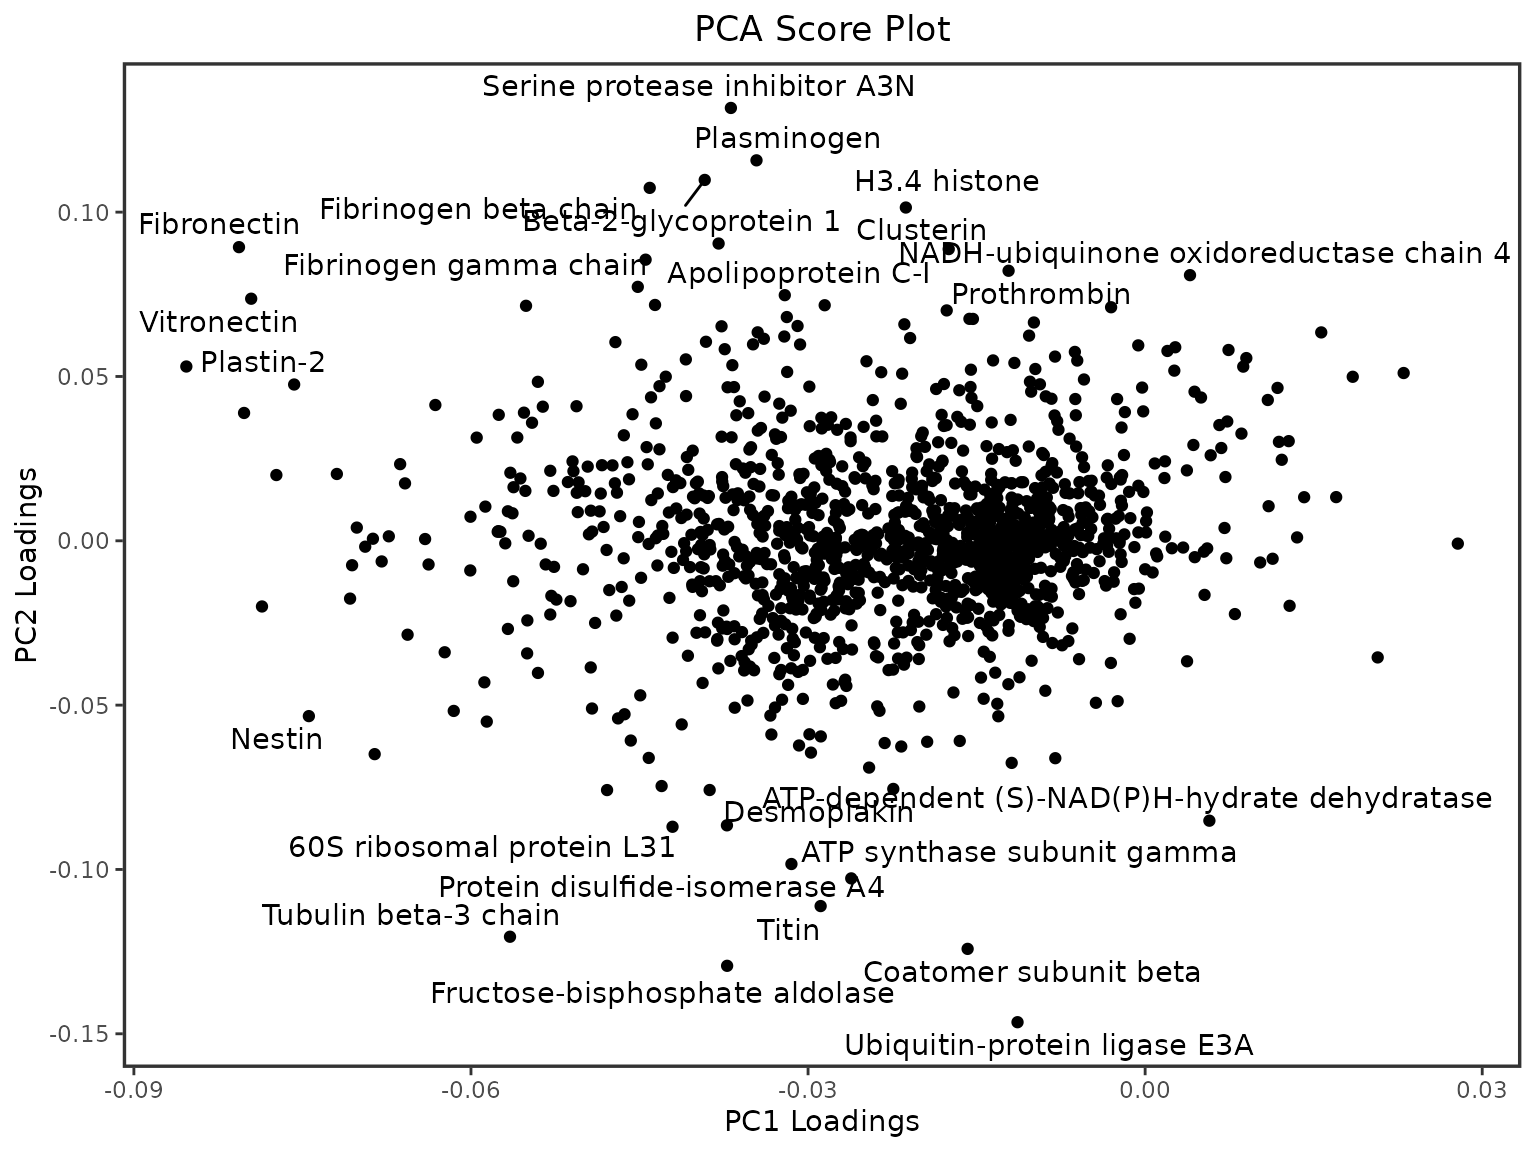 PCA Score Plot
Serine protease inhibitor A3N
Plasminogen
H3.4 histone
Fibrinogen beta chain
0.10
Fibronectin
Beta-2-glycoprotein 1
Clusterin
NADH-ubiquinone oxidoreductase chain 4
Fibrinogen gamma chain
Apolipoprotein C-I
Prothrombin
Vitronectin
Plastin-2
0.05
0.00
PC2 Loadings
-0.05
Nestin
ATP-dependent (S)-NAD(P)H-hydrate dehydratase
Desmoplakin
60S ribosomal protein L31
ATP synthase subunit gamma
-0.10
Protein disulfide-isomerase A4
Tubulin beta-3 chain
Titin
Coatomer subunit beta
Fructose-bisphosphate aldolase
-0.15
Ubiquitin-protein ligase E3A
-0.09
-0.06
-0.03
0.00
0.03
PC1 Loadings